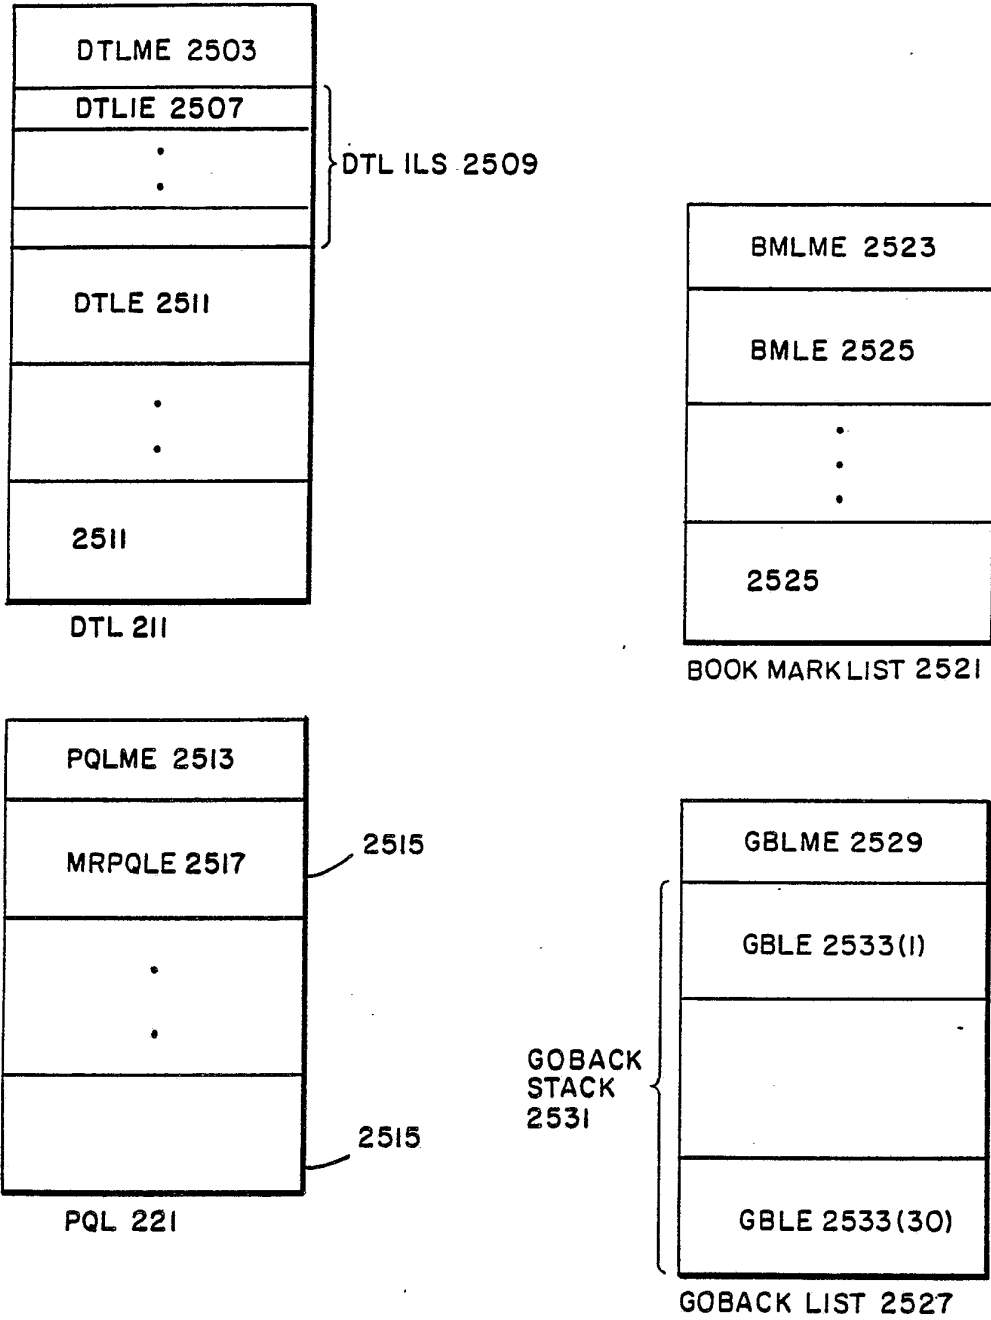 DTLME 2503
DTLIE 2507
DTL ILS 2509
DTLE 2511
2511
DTL 211
BMLME 2523
BMLE 2525
2525
BOOK MARK LIST 2521
PQLME 2513
MRPQLE 2517
2515
2515
PQL 221
GBLME 2529
GBLE 2533(1)
GOBACK
STACK
2531
GBLE 2533(30)
GOBACK LIST 2527